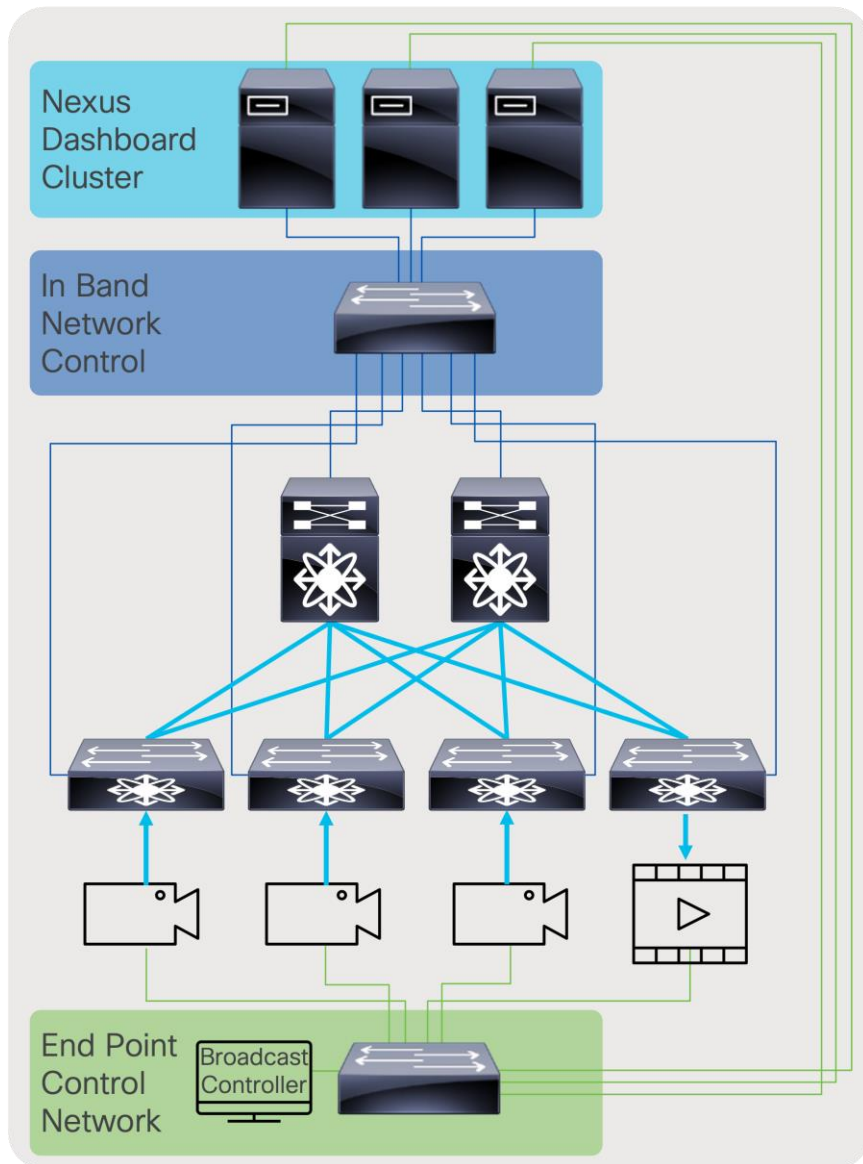 Nexus
Dashboard
Cluster
In Band
Network
Control
End Point
Control
Network
Broadcast
Controller